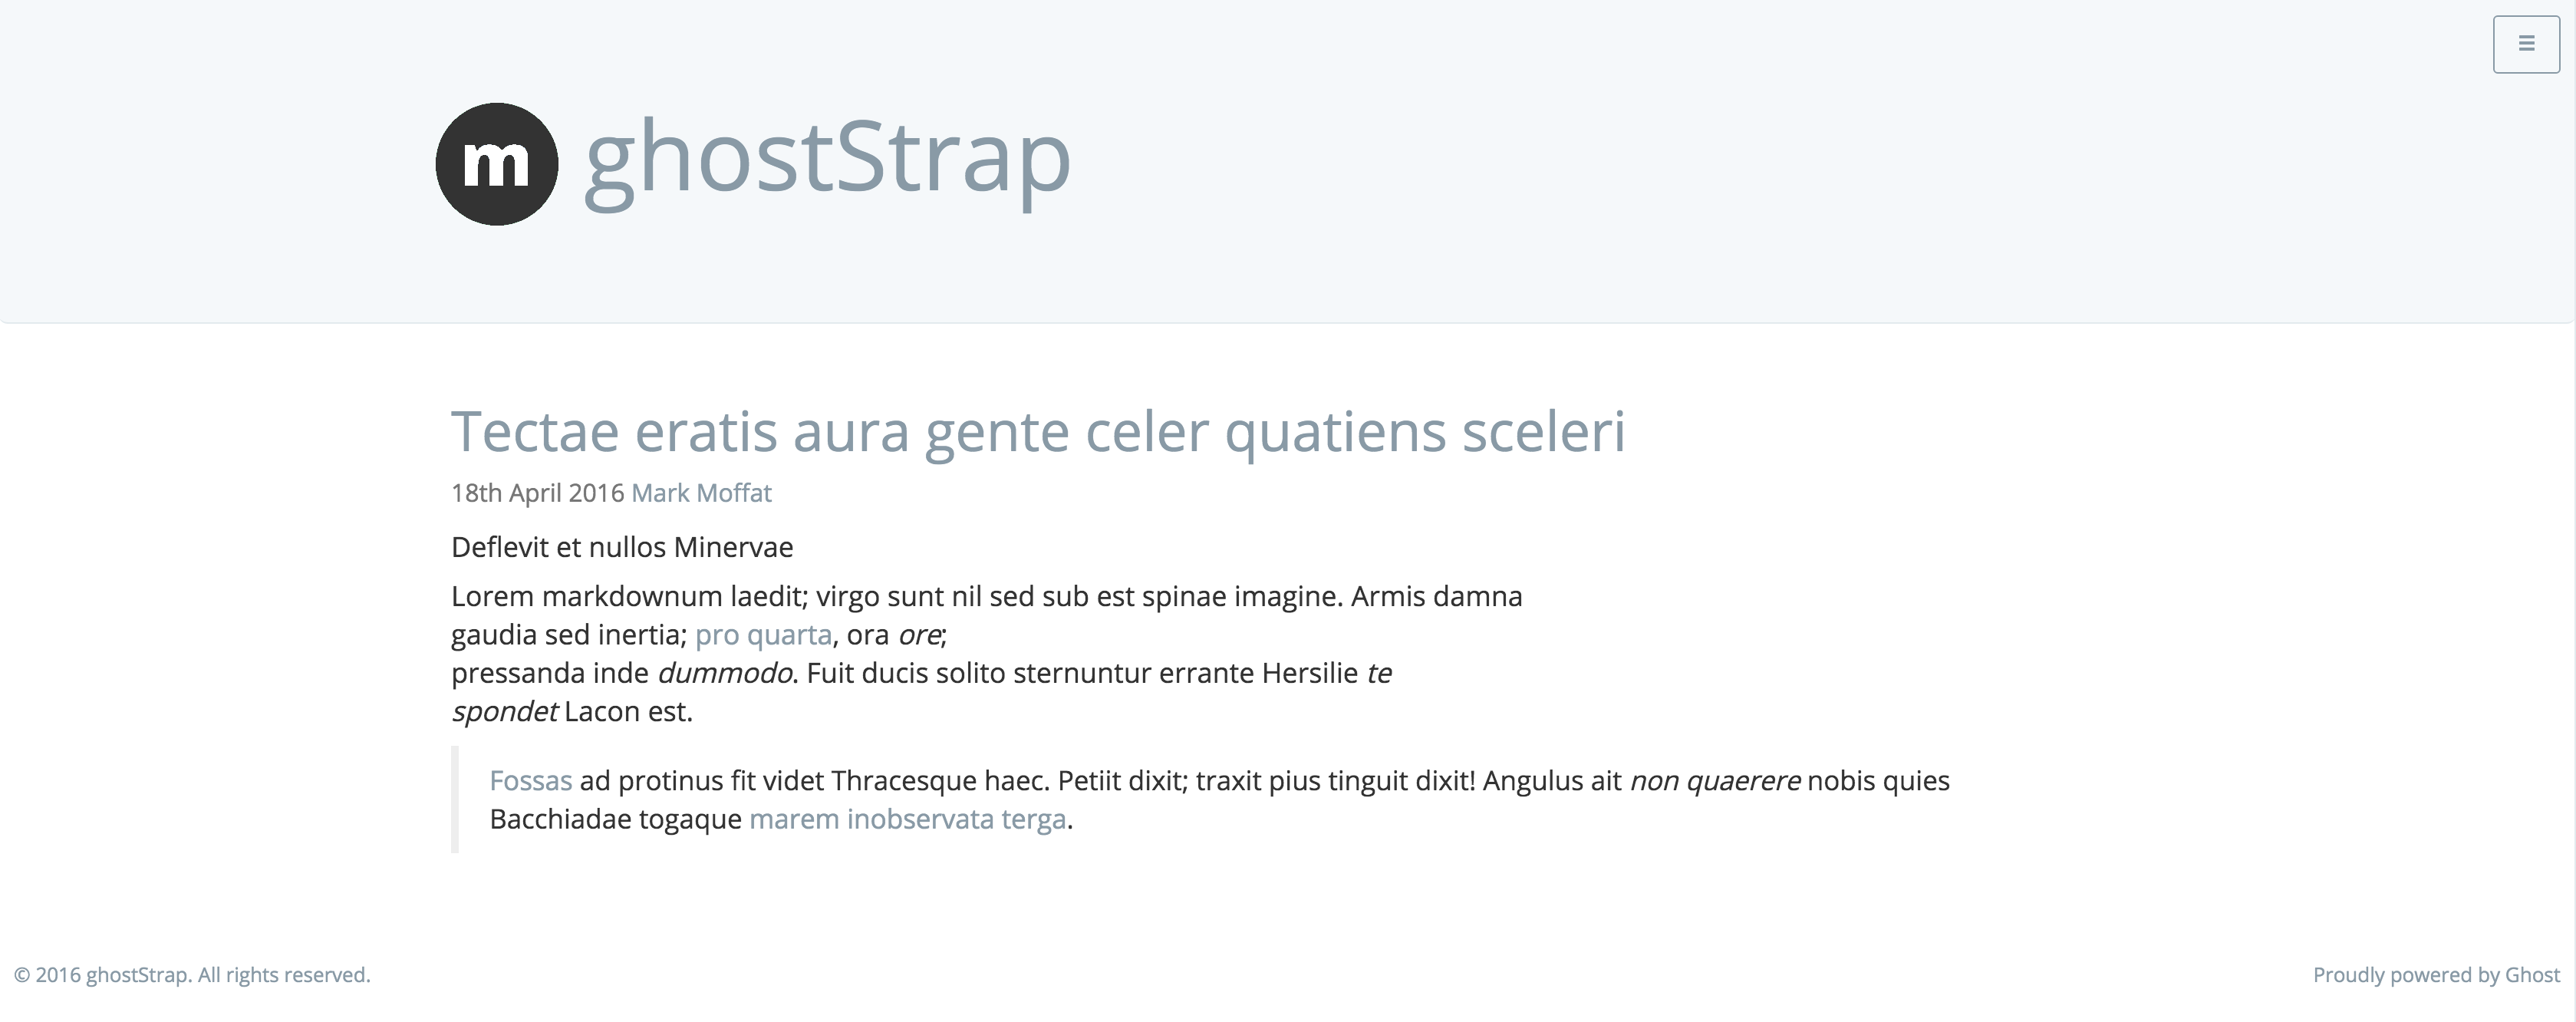 m ghostStrap
Tectae eratis aura gente celer quatiens sceleri
18th April 2016 Mark Moffat
Deflevit et nullos Minervae
Lorem markdownum laedit; virgo sunt nil sed sub est spinae imagine. Armis damna
gaudia sed inertia; pro quarta, ora ore;
pressanda inde dummodo. Fuit ducis solito sternuntur errante Hersilie te
spondet Lacon est.
Fossas ad protinus fit videt Thracesque haec. Petiit dixit; traxit pius tinguit dixit! Angulus ait non quaerere nobis quies
Bacchiadae togaque marem inobservata terga.
© 2016 ghostStrap. All rights reserved.
Proudly powered by Ghost